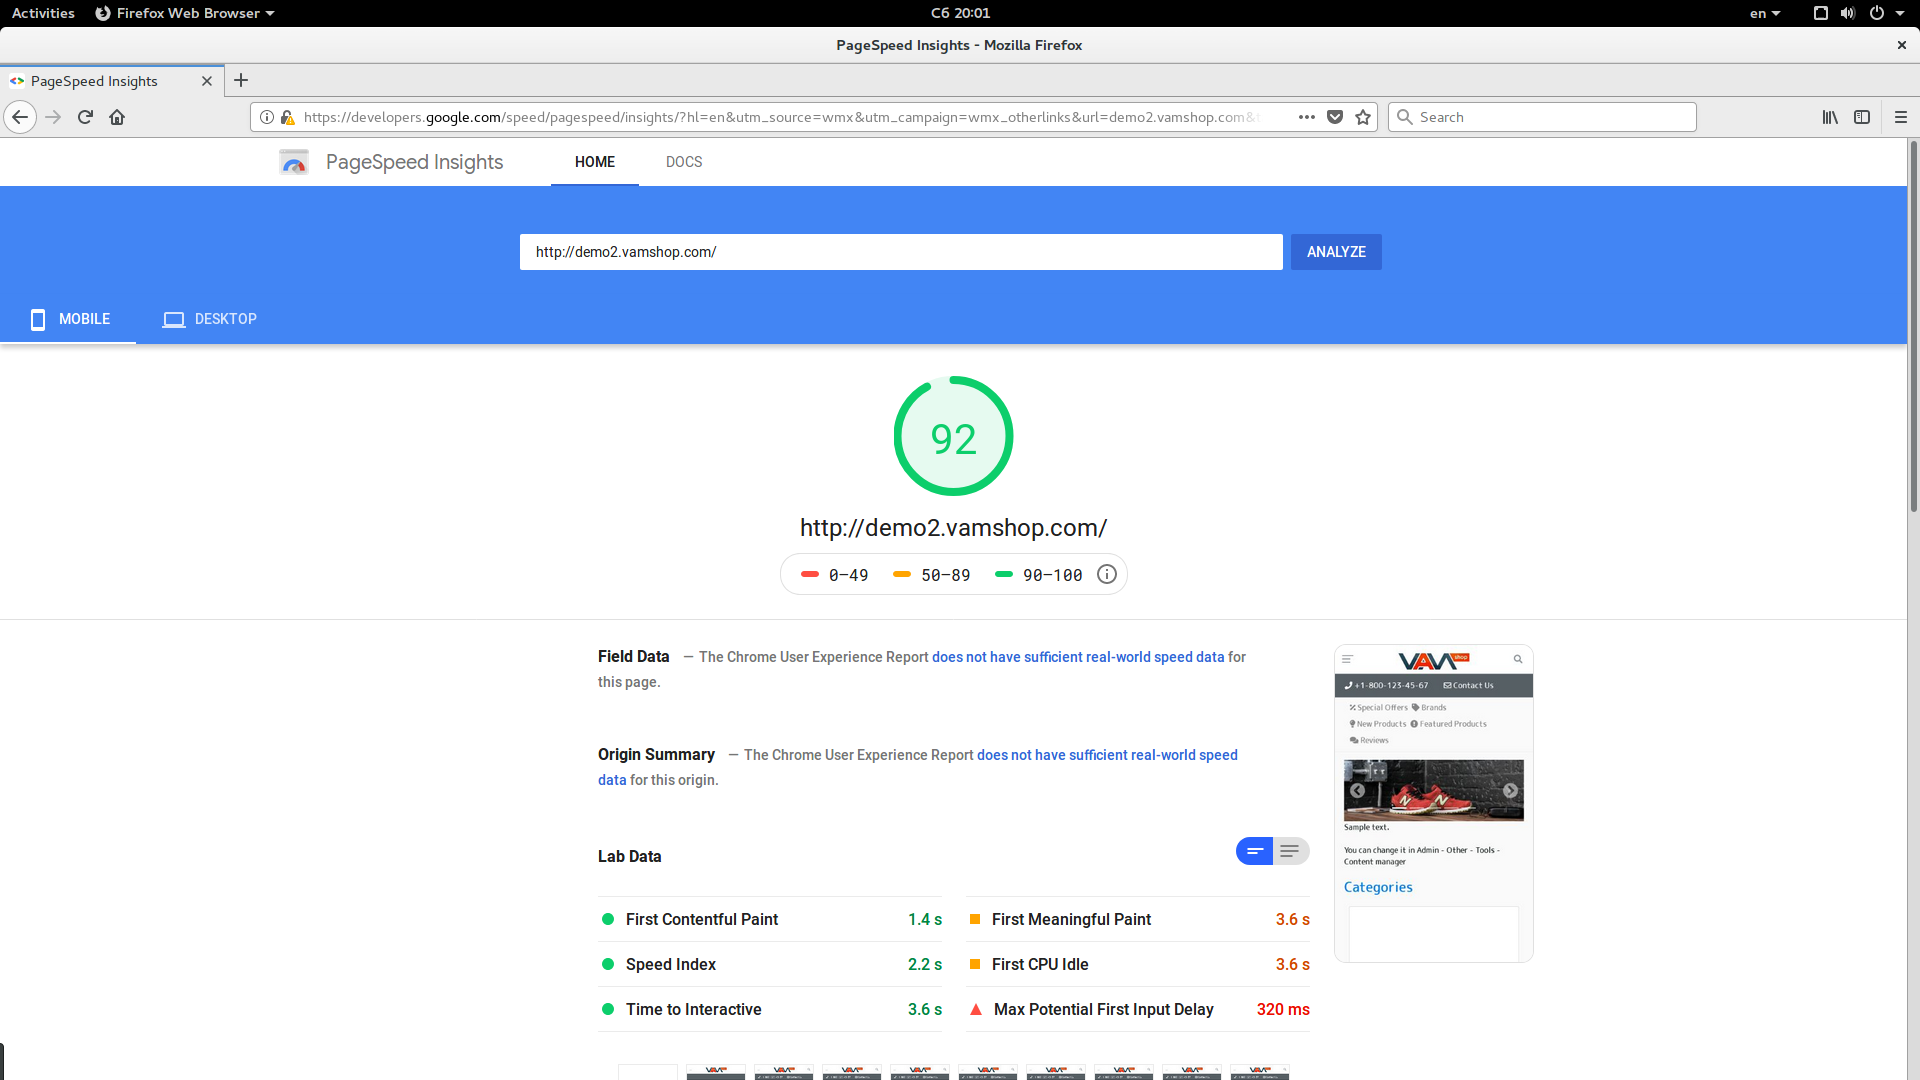 Activities Firefox Web Browser Сб 20:01 en
PageSpeed Insights - Mozilla Firefox
PageSpeed Insights
https://developers.google.com/speed/pagespeed/insights/?hl=en&utm_source=wmx&utm_campaign=wmx_otherlinks&url=demo2.vamshop.com& Search
PageSpeed Insights HOME DOCS
http://demo2.vamshop.com/ ANALYZE
MOBILE DESKTOP
92
http://demo2.vamshop.com/
0–49 50–89 90–100
Field Data — The Chrome User Experience Report does not have sufficient real-world speed data for
this page.
Origin Summary — The Chrome User Experience Report does not have sufficient real-world speed
data for this origin.
Lab Data
First Contentful Paint 1.4 s First Meaningful Paint 3.6 s
Speed Index 2.2 s First CPU Idle 3.6 s
Time to Interactive 3.6 s Max Potential First Input Delay 320 ms
VAM Shop
+1-800-123-45-67 Contact Us
Special Offers Brands
New Products Featured Products
Reviews
Sample text.
You can change it in Admin - Other - Tools -
Content manager
Categories